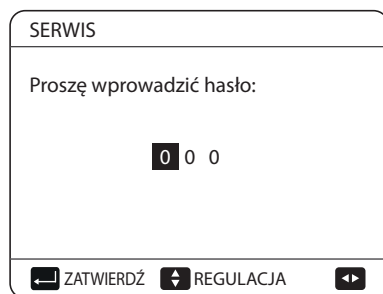 SERWIS
Proszę wprowadzić hasło:
0 0 0
ZATWIERDŹ REGULACJA